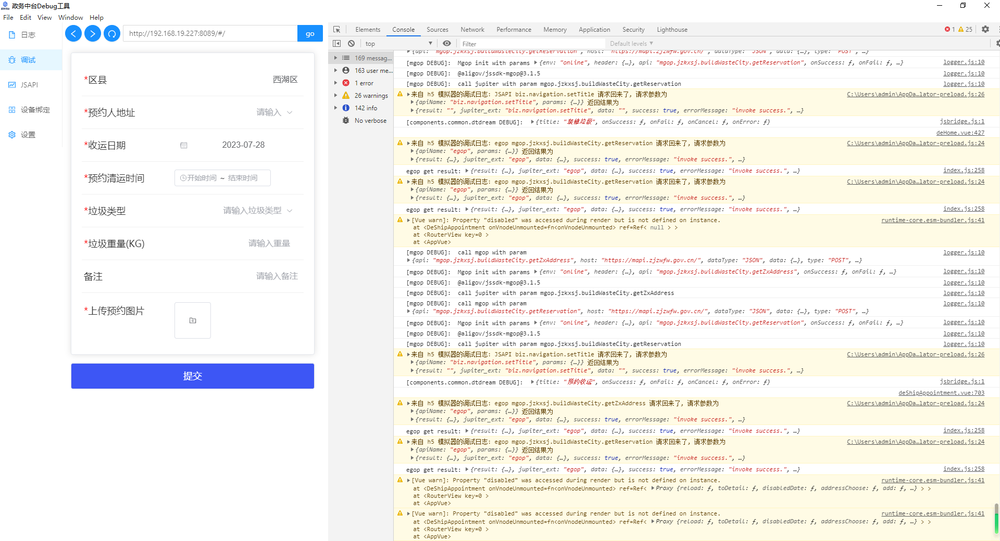 政务中台Debug工具
File Edit View Window Help
日志
调试
JSAPI
设备绑定
设置
http://192.168.19.227:8089/#/
go
*区县 西湖区
*预约人地址 请输入
*收运日期 2023-07-28
*预约清运时间 开始时间 ~ 结束时间
*垃圾类型 请输入垃圾类型
*垃圾重量(KG) 请输入重量
备注 请输入备注
*上传预约图片
提交
Elements Console Sources Network Performance Memory Application Security Lighthouse 1 25
top Filter Default levels
169 messag...
163 user me...
1 error
26 warnings
142 info
No verbose
{api: "mgop.jzkxsj.buildWasteCity.getReservation", host: "https://mapi.zjzwfw.gov.cn/", dataType: "JSON", data: {…}, type: "POST", …}
[mgop DEBUG]: Mgop init with params {env: "online", header: {…}, api: "mgop.jzkxsj.buildWasteCity.getReservation", onSuccess: ƒ, onFail: ƒ, …} logger.js:10
[mgop DEBUG]: @aligov/jssdk-mgop@3.1.5 logger.js:10
[mgop DEBUG]: call jupiter with param mgop.jzkxsj.buildWasteCity.getReservation logger.js:10
来自 h5 模拟器的调试日志: JSAPI biz.navigation.setTitle 请求回来了, 请求参数为 C:\Users\admin\AppDa…lator-preload.js:26
{apiName: "biz.navigation.setTitle", params: {…}} 返回结果为
{result: "", jupiter_ext: "biz.navigation.setTitle", data: "", success: true, errorMessage: "invoke success.", …}
[components.common.dtdream DEBUG]: {title: "装修垃圾", onSuccess: ƒ, onFail: ƒ, onCancel: ƒ, onError: ƒ} jsbridge.js:1
deHome.vue:427
来自 h5 模拟器的调试日志: egop mgop.jzkxsj.buildWasteCity.getReservation 请求回来了, 请求参数为 C:\Users\admin\AppDa…lator-preload.js:24
{apiName: "egop", params: {…}} 返回结果为
{result: {…}, jupiter_ext: "egop", data: {…}, success: true, errorMessage: "invoke success.", …}
egop get result: {result: {…}, jupiter_ext: "egop", data: {…}, success: true, errorMessage: "invoke success.", …} index.js:258
来自 h5 模拟器的调试日志: egop mgop.jzkxsj.buildWasteCity.getReservation 请求回来了, 请求参数为 C:\Users\admin\AppDa…lator-preload.js:24
{apiName: "egop", params: {…}} 返回结果为
{result: {…}, jupiter_ext: "egop", data: {…}, success: true, errorMessage: "invoke success.", …}
egop get result: {result: {…}, jupiter_ext: "egop", data: {…}, success: true, errorMessage: "invoke success.", …} index.js:258
[Vue warn]: Property "disabled" was accessed during render but is not defined on instance. runtime-core.esm-bundler.js:41
at <DeShipAppointment onVnodeUnmounted=fn<onVnodeUnmounted> ref=Ref< null > >
at <RouterView key=0 >
at <AppVue>
[mgop DEBUG]: call mgop with param logger.js:10
{api: "mgop.jzkxsj.buildWasteCity.getZxAddress", host: "https://mapi.zjzwfw.gov.cn/", dataType: "JSON", data: {…}, type: "POST", …}
[mgop DEBUG]: Mgop init with params {env: "online", header: {…}, api: "mgop.jzkxsj.buildWasteCity.getZxAddress", onSuccess: ƒ, onFail: ƒ, …} logger.js:10
[mgop DEBUG]: @aligov/jssdk-mgop@3.1.5 logger.js:10
[mgop DEBUG]: call jupiter with param mgop.jzkxsj.buildWasteCity.getZxAddress logger.js:10
[mgop DEBUG]: call mgop with param logger.js:10
{api: "mgop.jzkxsj.buildWasteCity.getReservation", host: "https://mapi.zjzwfw.gov.cn/", dataType: "JSON", data: {…}, type: "POST", …}
[mgop DEBUG]: Mgop init with params {env: "online", header: {…}, api: "mgop.jzkxsj.buildWasteCity.getReservation", onSuccess: ƒ, onFail: ƒ, …} logger.js:10
[mgop DEBUG]: @aligov/jssdk-mgop@3.1.5 logger.js:10
[mgop DEBUG]: call jupiter with param mgop.jzkxsj.buildWasteCity.getReservation logger.js:10
来自 h5 模拟器的调试日志: JSAPI biz.navigation.setTitle 请求回来了, 请求参数为 C:\Users\admin\AppDa…lator-preload.js:26
{apiName: "biz.navigation.setTitle", params: {…}} 返回结果为
{result: "", jupiter_ext: "biz.navigation.setTitle", data: "", success: true, errorMessage: "invoke success.", …}
[components.common.dtdream DEBUG]: {title: "预约收运", onSuccess: ƒ, onFail: ƒ, onCancel: ƒ, onError: ƒ} jsbridge.js:1
deShipAppointment.vue:703
来自 h5 模拟器的调试日志: egop mgop.jzkxsj.buildWasteCity.getZxAddress 请求回来了, 请求参数为 C:\Users\admin\AppDa…lator-preload.js:24
{apiName: "egop", params: {…}} 返回结果为
{result: {…}, jupiter_ext: "egop", data: {…}, success: true, errorMessage: "invoke success.", …}
egop get result: {result: {…}, jupiter_ext: "egop", data: {…}, success: true, errorMessage: "invoke success.", …} index.js:258
来自 h5 模拟器的调试日志: egop mgop.jzkxsj.buildWasteCity.getReservation 请求回来了, 请求参数为 C:\Users\admin\AppDa…lator-preload.js:24
{apiName: "egop", params: {…}} 返回结果为
{result: {…}, jupiter_ext: "egop", data: {…}, success: true, errorMessage: "invoke success.", …}
egop get result: {result: {…}, jupiter_ext: "egop", data: {…}, success: true, errorMessage: "invoke success.", …} index.js:258
[Vue warn]: Property "disabled" was accessed during render but is not defined on instance. runtime-core.esm-bundler.js:41
at <DeShipAppointment onVnodeUnmounted=fn<onVnodeUnmounted> ref=Ref< Proxy {reload: ƒ, toDetail: ƒ, disabledDate: ƒ, addressChoose: ƒ, add: ƒ, …} > >
at <RouterView key=0 >
at <AppVue>
[Vue warn]: Property "disabled" was accessed during render but is not defined on instance. runtime-core.esm-bundler.js:41
at <DeShipAppointment onVnodeUnmounted=fn<onVnodeUnmounted> ref=Ref< Proxy {reload: ƒ, toDetail: ƒ, disabledDate: ƒ, addressChoose: ƒ, add: ƒ, …} > >
at <RouterView key=0 >
at <AppVue>